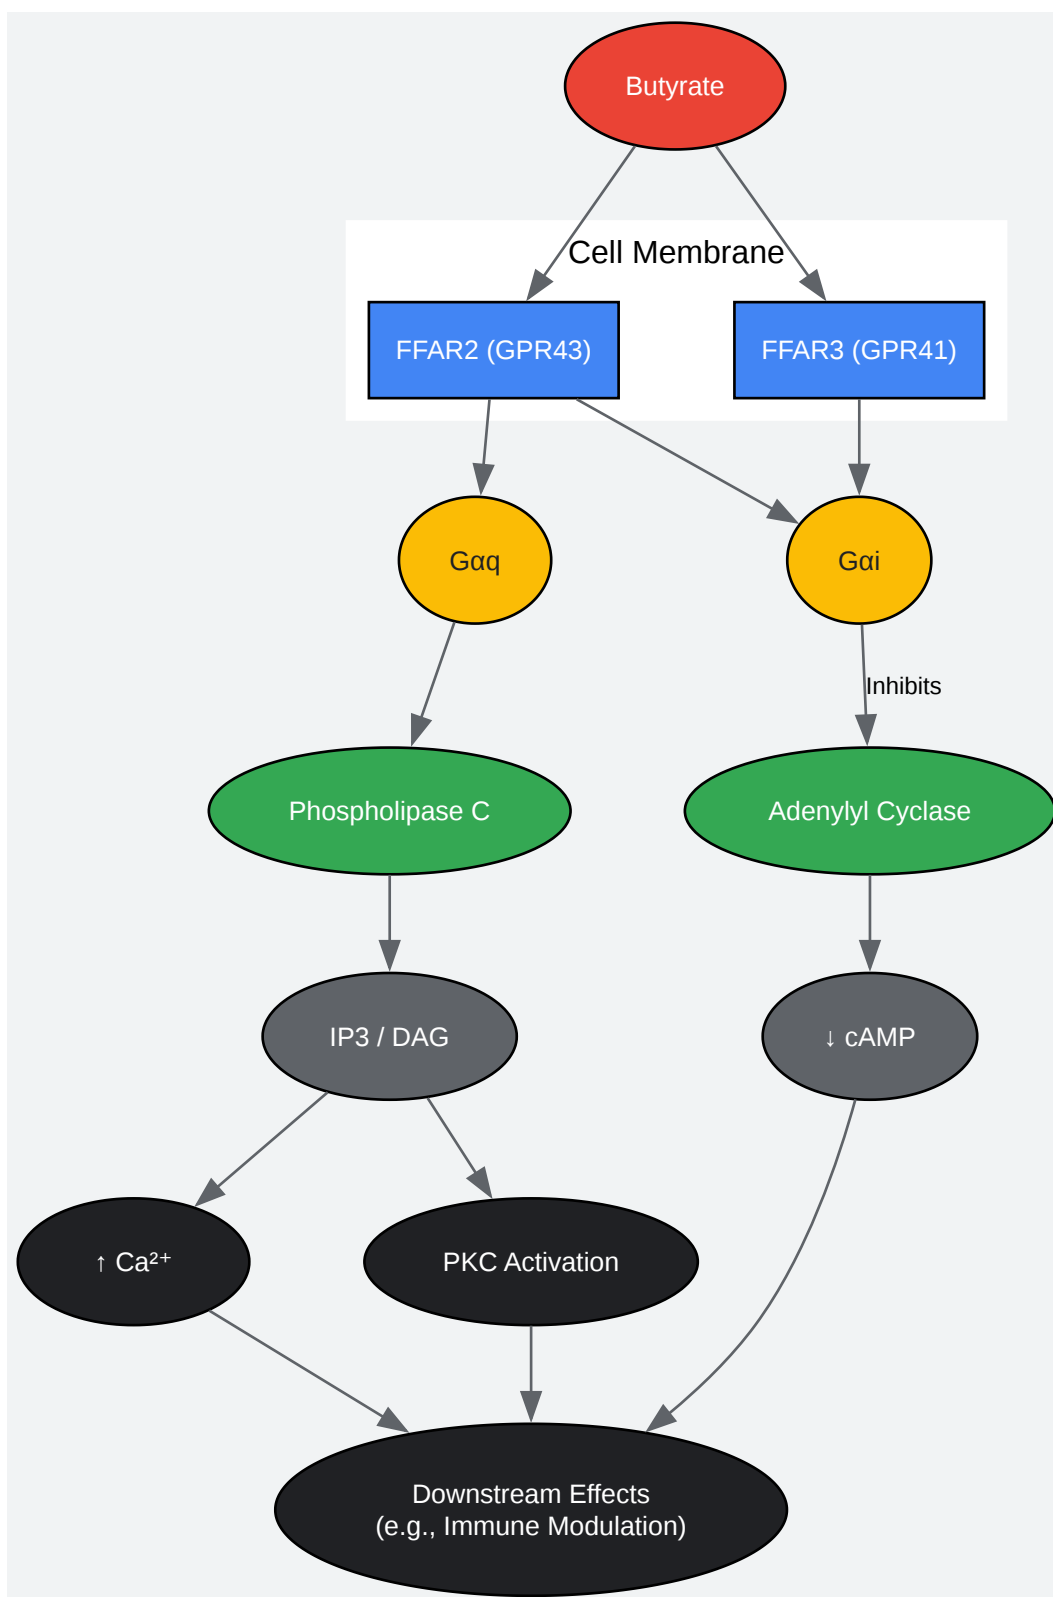 Butyrate
Cell Membrane
FFAR2 (GPR43)
FFAR3 (GPR41)
Gαq
Gαi
Inhibits
Phospholipase C
Adenylyl Cyclase
IP3 / DAG
↓ cAMP
↑ Ca²⁺
PKC Activation
Downstream Effects
(e.g., Immune Modulation)